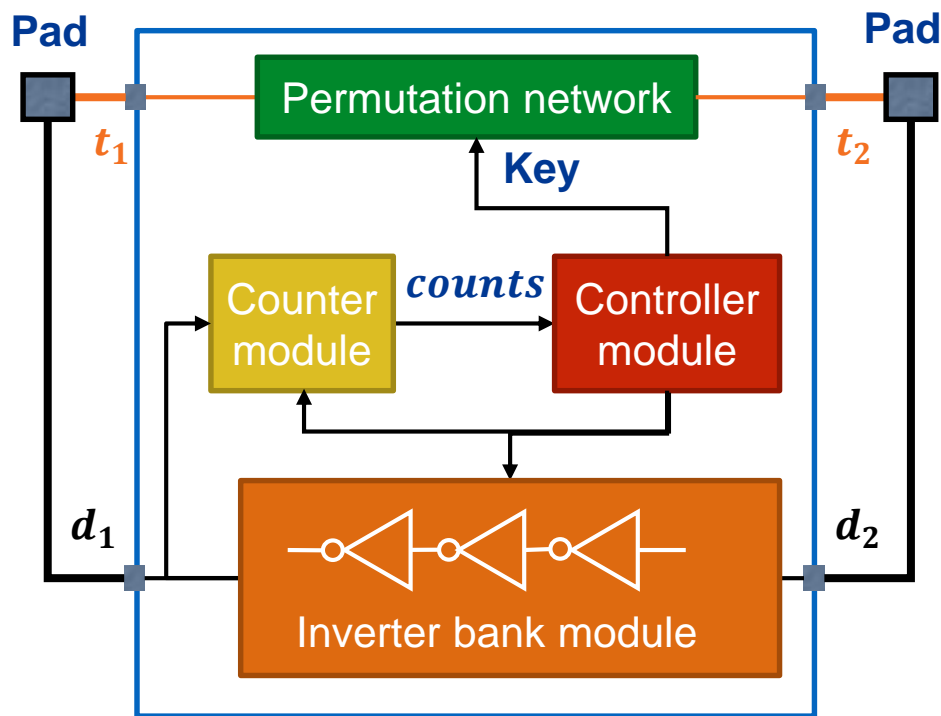 Pad
Pad
Permutation network
t₁
t₂
Key
Counter
module
counts
Controller
module
d₁
d₂
Inverter bank module